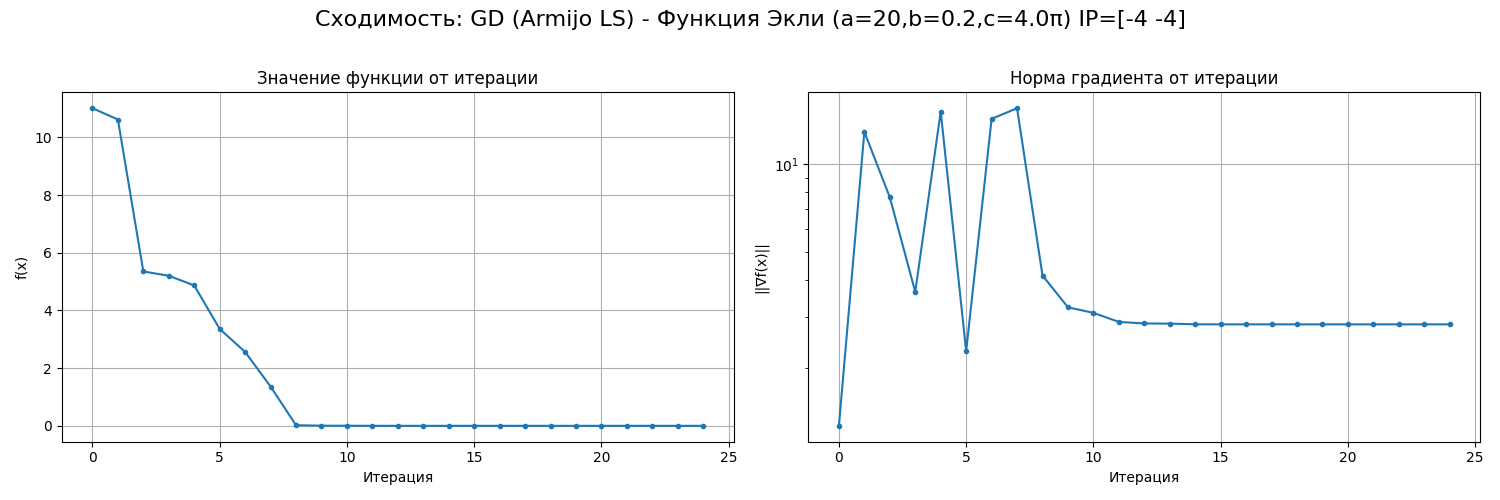 Сходимость: GD (Armijo LS) - Функция Экли (a=20,b=0.2,c=4.0π) IP=[-4 -4]
Значение функции от итерации
f(x)
10
8
6
4
2
0
0 5 10 15 20 25
Итерация
Норма градиента от итерации
||∇f(x)||
10¹
0 5 10 15 20 25
Итерация